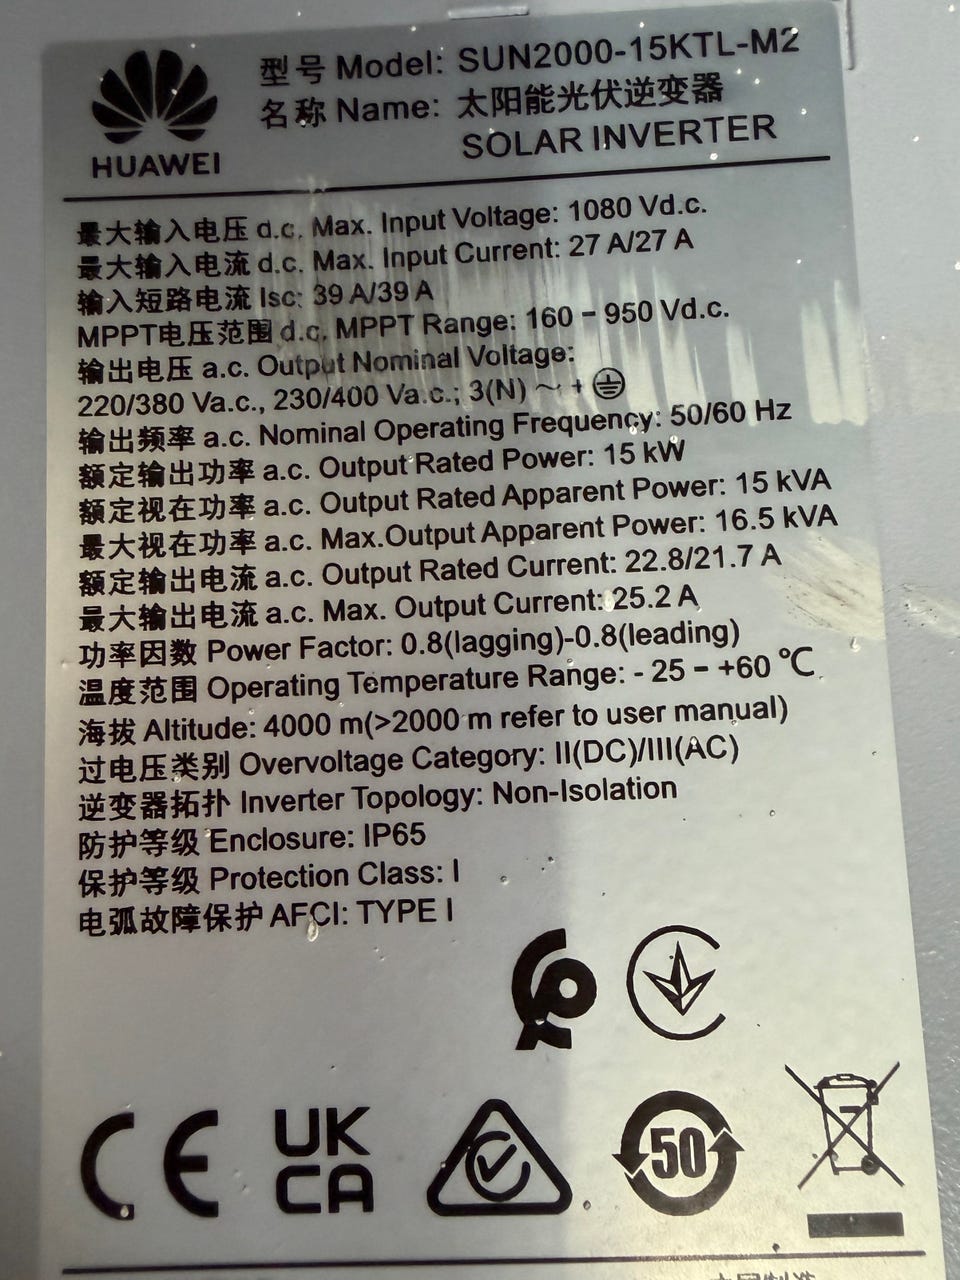 型号 Model: SUN2000-15KTL-M2
名称 Name: 太阳能光伏逆变器
SOLAR INVERTER
HUAWEI
最大输入电压 d.c. Max. Input Voltage: 1080 Vd.c.
最大输入电流 d.c. Max. Input Current: 27 A/27 A
输入短路电流 Isc: 39 A/39 A
MPPT电压范围 d.c. MPPT Range: 160 - 950 Vd.c.
输出电压 a.c. Output Nominal Voltage:
220/380 Va.c., 230/400 Va.c.; 3(N) ~ +
输出频率 a.c. Nominal Operating Frequency: 50/60 Hz
额定输出功率 a.c. Output Rated Power: 15 kW
额定视在功率 a.c. Output Rated Apparent Power: 15 kVA
最大视在功率 a.c. Max.Output Apparent Power: 16.5 kVA
额定输出电流 a.c. Output Rated Current: 22.8/21.7 A
最大输出电流 a.c. Max. Output Current: 25.2 A
功率因数 Power Factor: 0.8(lagging)-0.8(leading)
温度范围 Operating Temperature Range: - 25 - +60 ℃
海拔 Altitude: 4000 m(>2000 m refer to user manual)
过电压类别 Overvoltage Category: II(DC)/III(AC)
逆变器拓扑 Inverter Topology: Non-Isolation
防护等级 Enclosure: IP65
保护等级 Protection Class: I
电弧故障保护 AFCI: TYPE I
CE
UK
CA
50